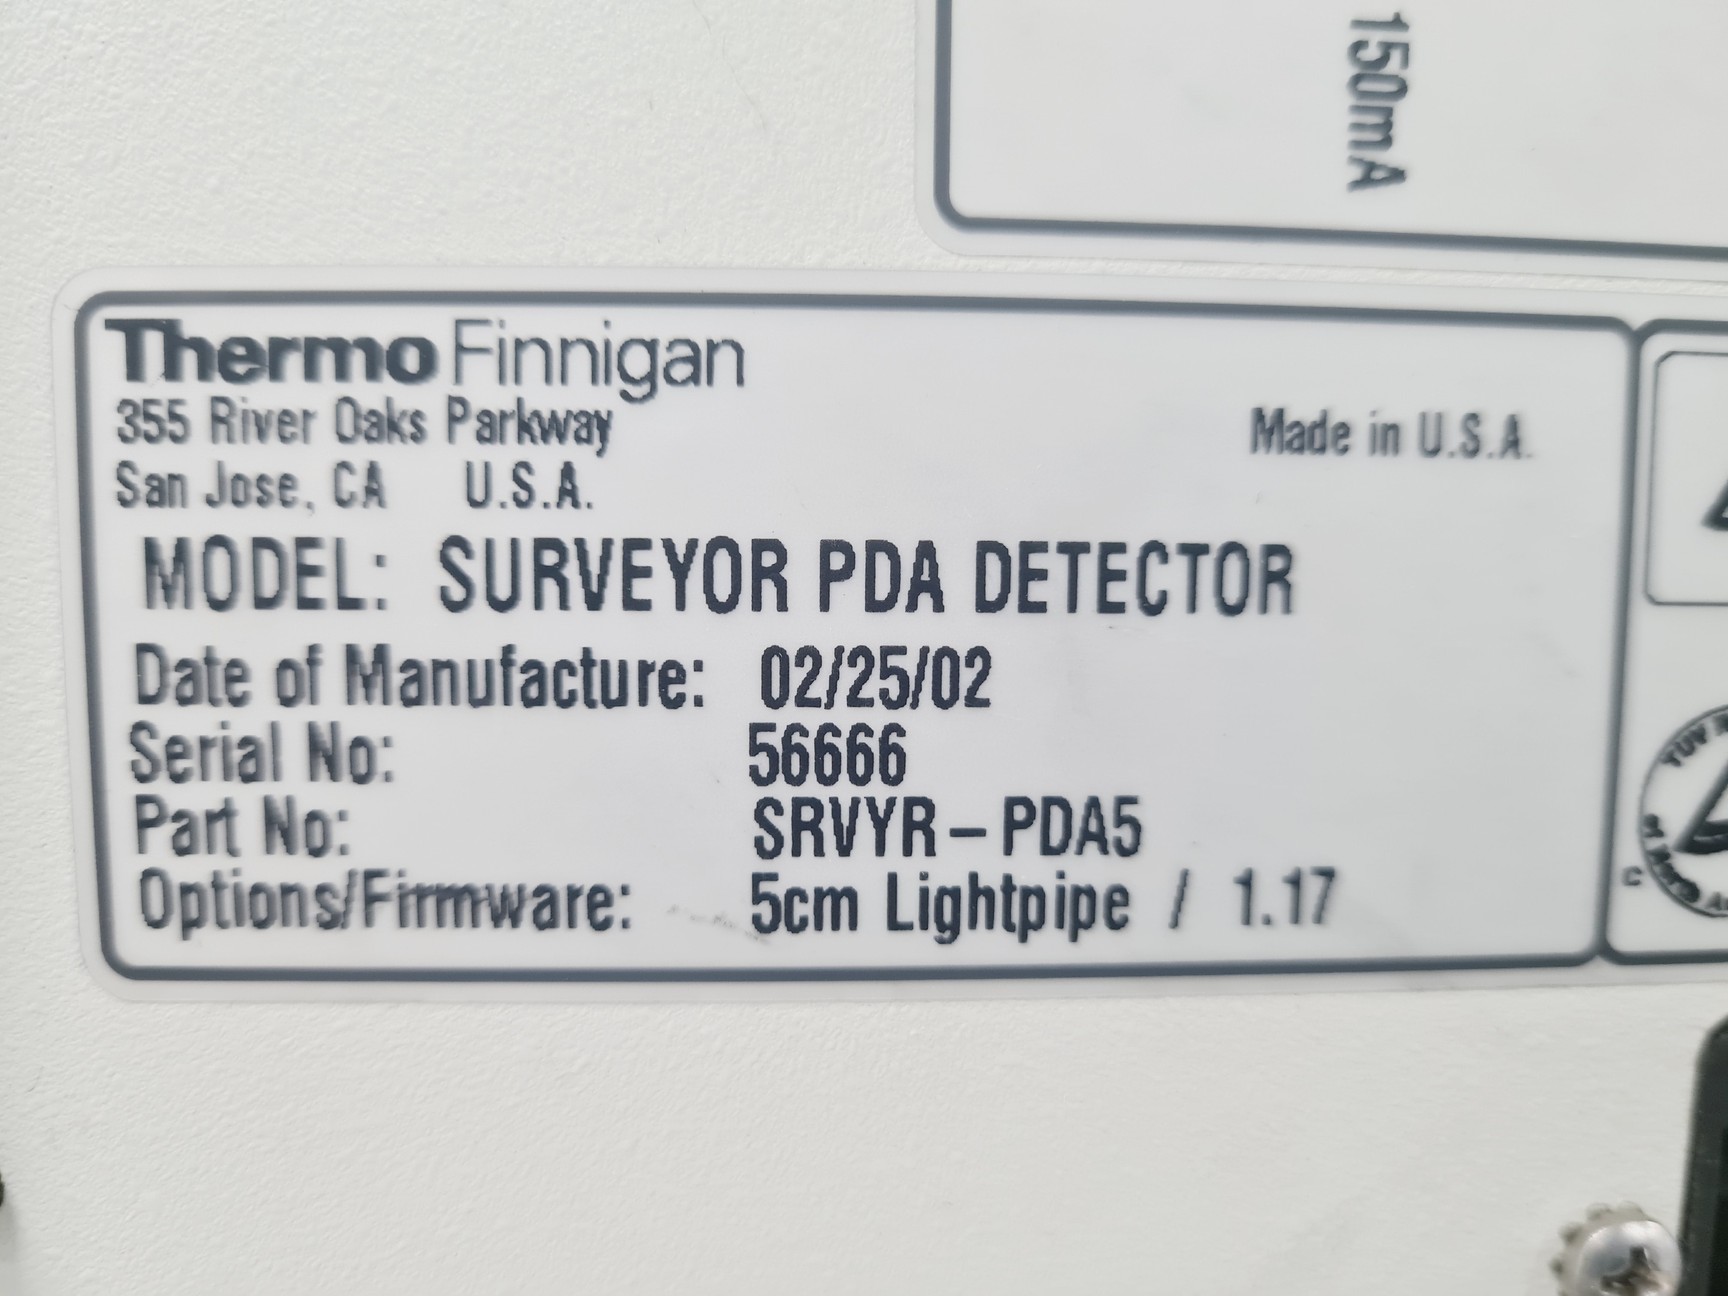 150mA
Thermo Finnigan
355 River Oaks Parkway
Made in U.S.A.
San Jose, CA U.S.A.
MODEL: SURVEYOR PDA DETECTOR
Date of Manufacture: 02/25/02
Serial No: 56666
Part No: SRVYR-PDA5
Options/Firmware: 5cm Lightpipe / 1.17
TUV
C